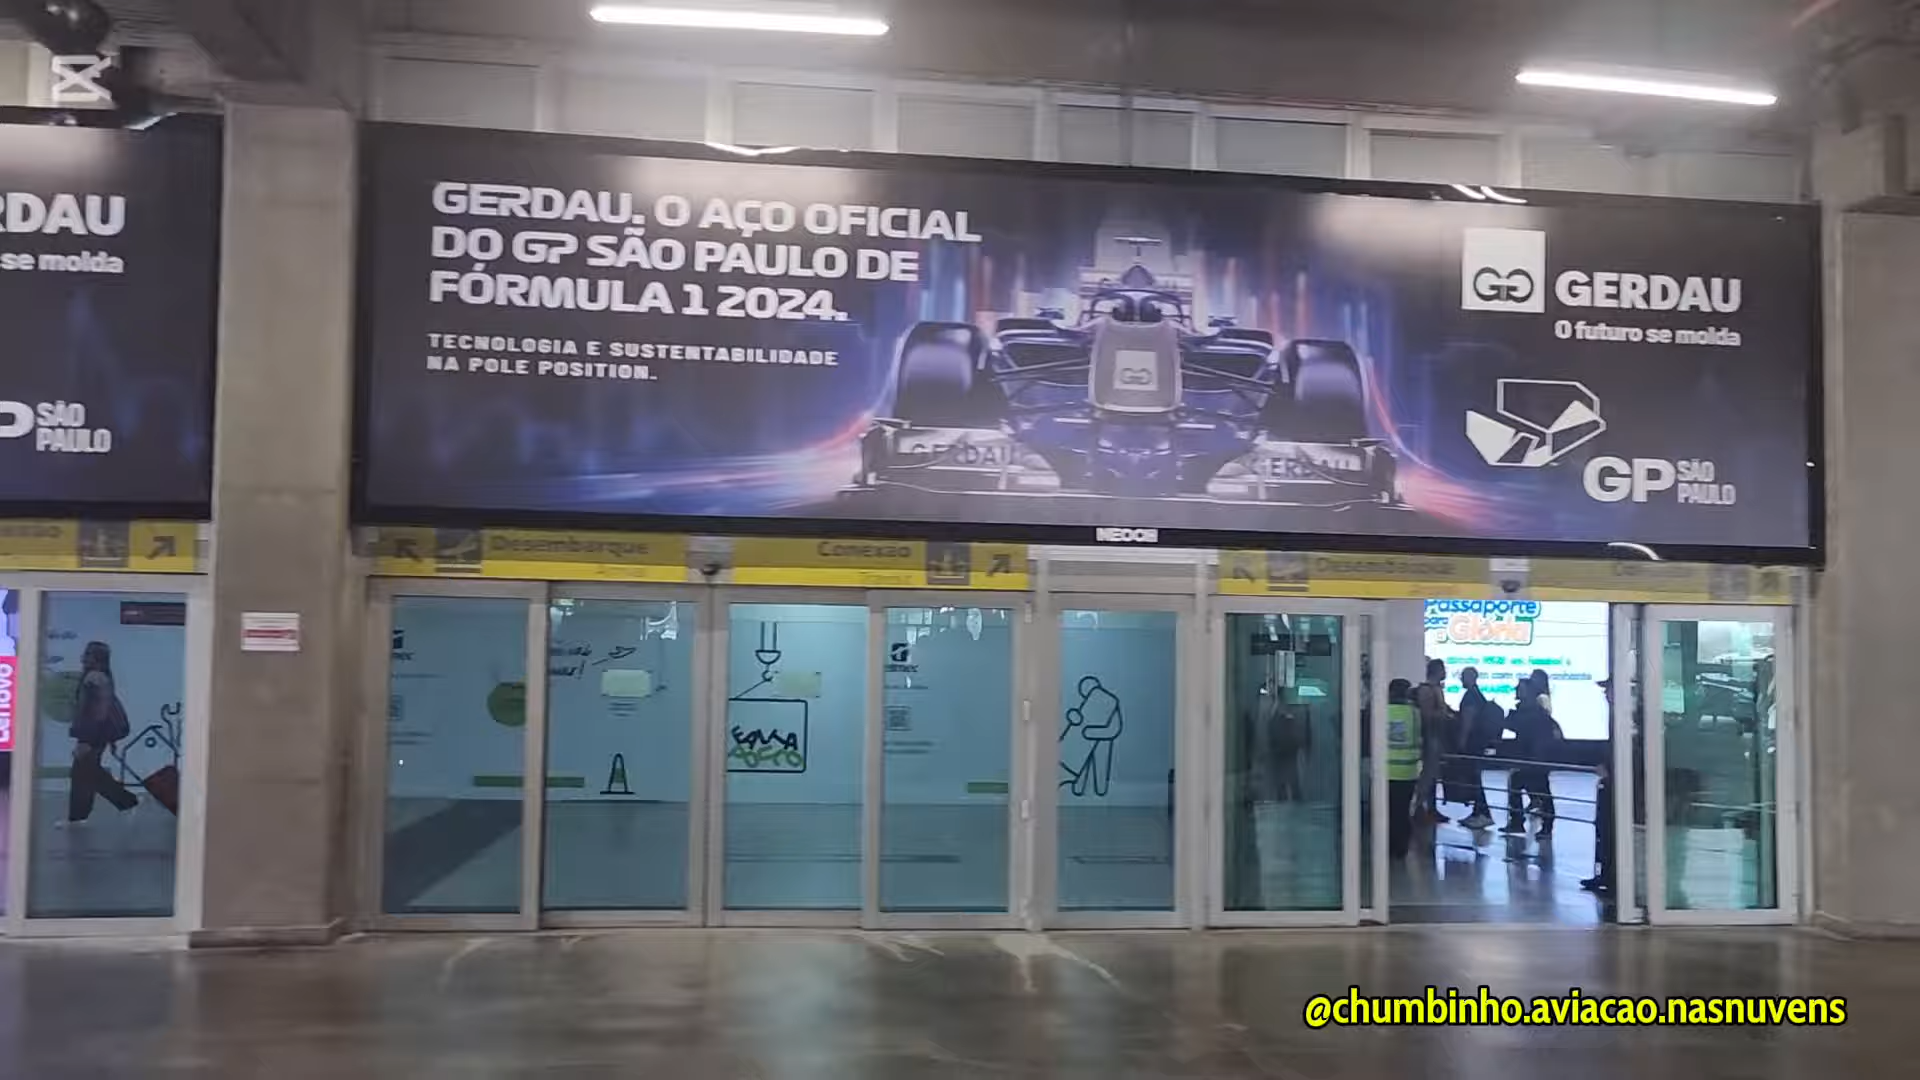 RDAU
se molda
P SÃO
PAULO
GERDAU. O AÇO OFICIAL
DO GP SÃO PAULO DE
FÓRMULA 1 2024.
TECNOLOGIA E SUSTENTABILIDADE
NA POLE POSITION.
GERDAU
O futuro se molda
GP SÃO
PAULO
GERDAU
GERDAU
Desembarque
Conexão
Desembarque
Passaporte
para
a Glória
Lenovo
@chumbinho.aviacao.nasnuvens